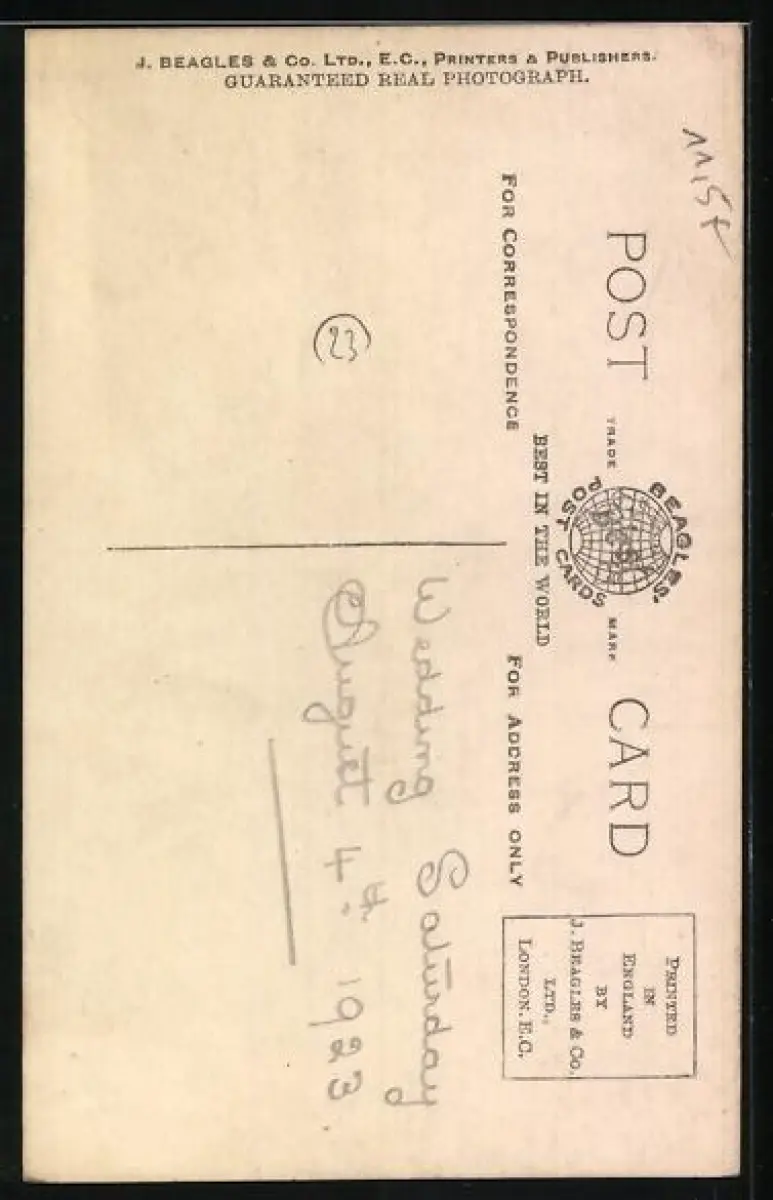 J. BEAGLES & CO. LTD., E.C., PRINTERS & PUBLISHERS.
GUARANTEED REAL PHOTOGRAPH.
POST CARD
TRADE MARK
BEAGLES'
POST CARDS
BEST IN THE WORLD
FOR CORRESPONDENCE
FOR ADDRESS ONLY
PRINTED
IN
ENGLAND
BY
J. BEAGLES & CO.
LTD.,
LONDON. E.C.
23
Wedding Saturday
August 4th. 1923